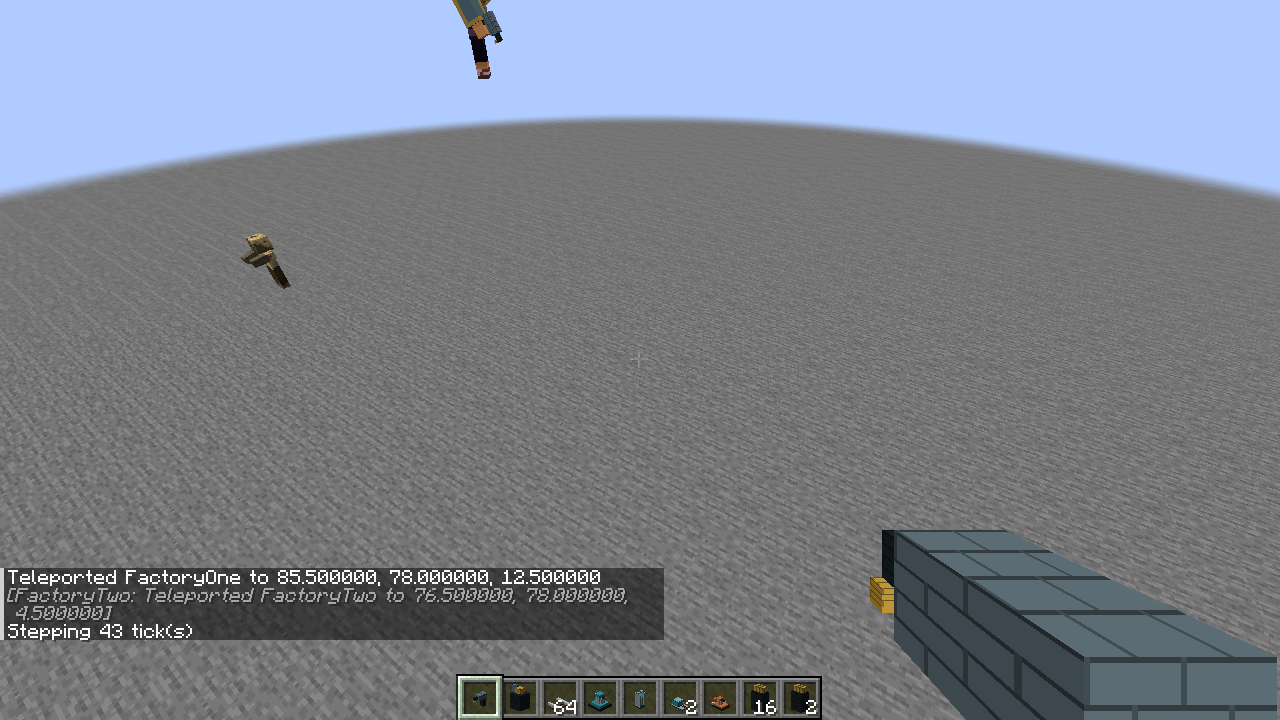 Teleported FactoryOne to 85.500000, 78.000000, 12.500000
[FactoryTwo: Teleported FactoryTwo to 76.500000, 78.000000,
4.500000]
Stepping 43 tick(s)
64 2 16 2